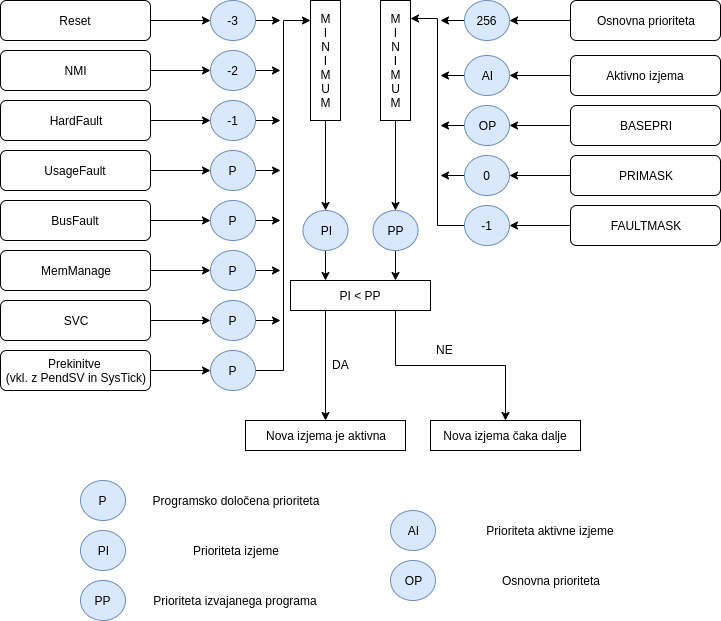 Reset
-3
NMI
-2
HardFault
-1
UsageFault
P
BusFault
P
MemManage
P
SVC
P
Prekinitve
(vkl. z PendSV in SysTick)
P
MINIMUM
MINIMUM
256
Osnovna prioriteta
AI
Aktivno izjema
OP
BASEPRI
0
PRIMASK
-1
FAULTMASK
PI
PP
PI < PP
DA
NE
Nova izjema je aktivna
Nova izjema čaka dalje
P
Programsko določena prioriteta
PI
Prioriteta izjeme
PP
Prioriteta izvajanega programa
AI
Prioriteta aktivne izjeme
OP
Osnovna prioriteta